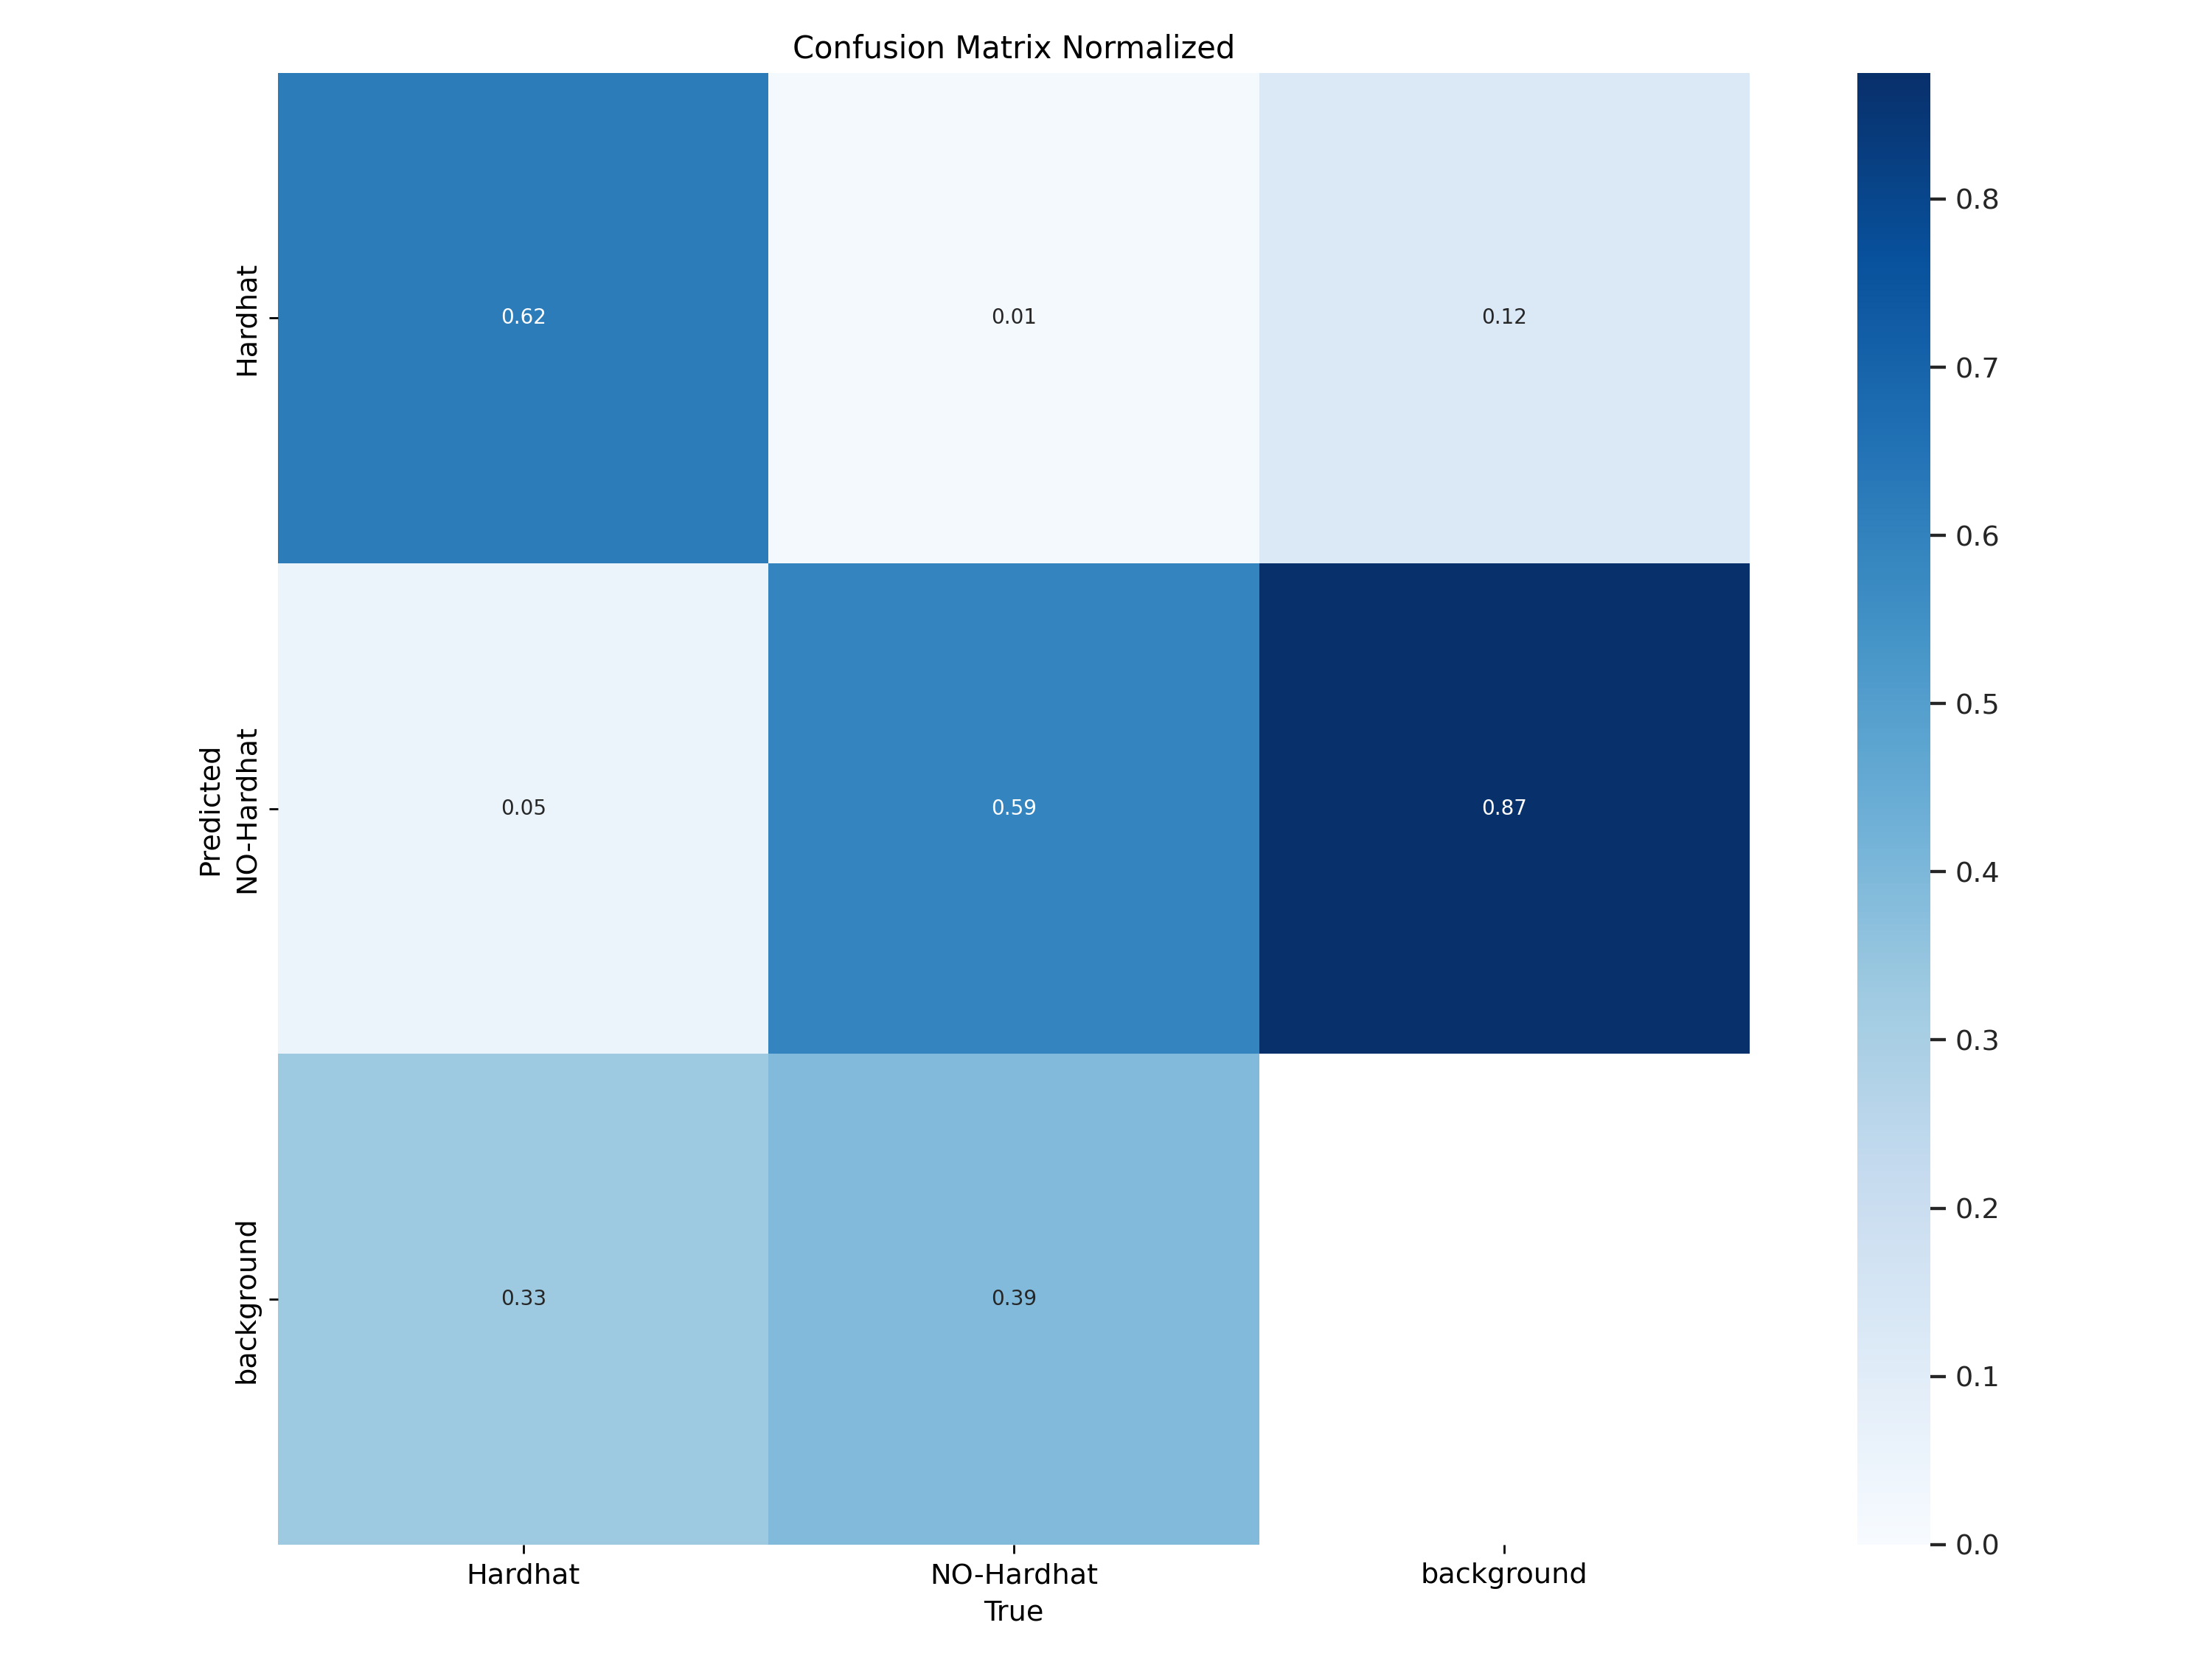 Confusion Matrix Normalized
Predicted
Hardhat
0.62 0.01 0.12
NO-Hardhat
0.05 0.59 0.87
background
0.33 0.39
Hardhat NO-Hardhat background
True
0.8
0.7
0.6
0.5
0.4
0.3
0.2
0.1
0.0